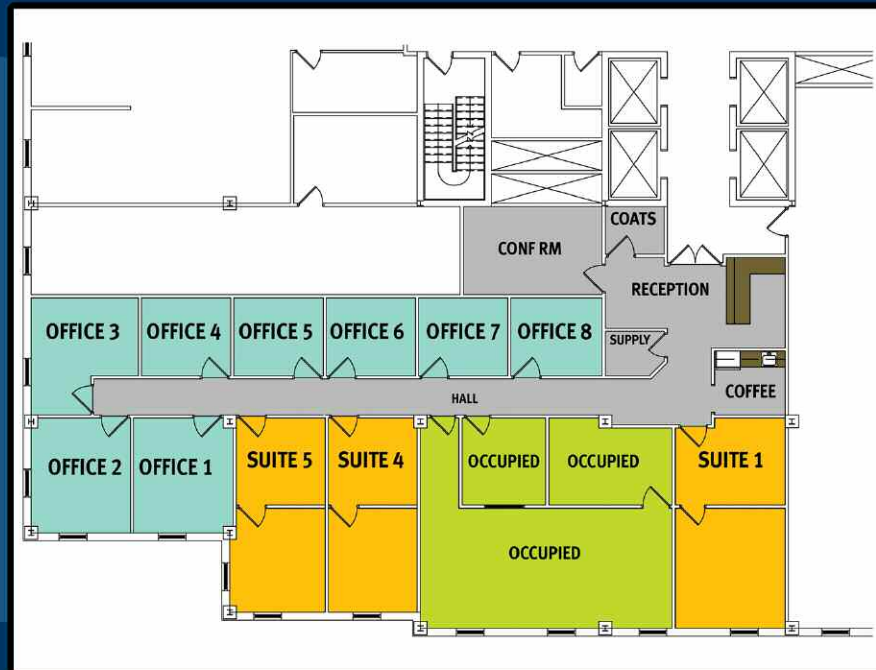 COATS
CONF RM
RECEPTION
OFFICE 3
OFFICE 4
OFFICE 5
OFFICE 6
OFFICE 7
OFFICE 8
SUPPLY
HALL
COFFEE
OFFICE 2
OFFICE 1
SUITE 5
SUITE 4
OCCUPIED
OCCUPIED
SUITE 1
OCCUPIED